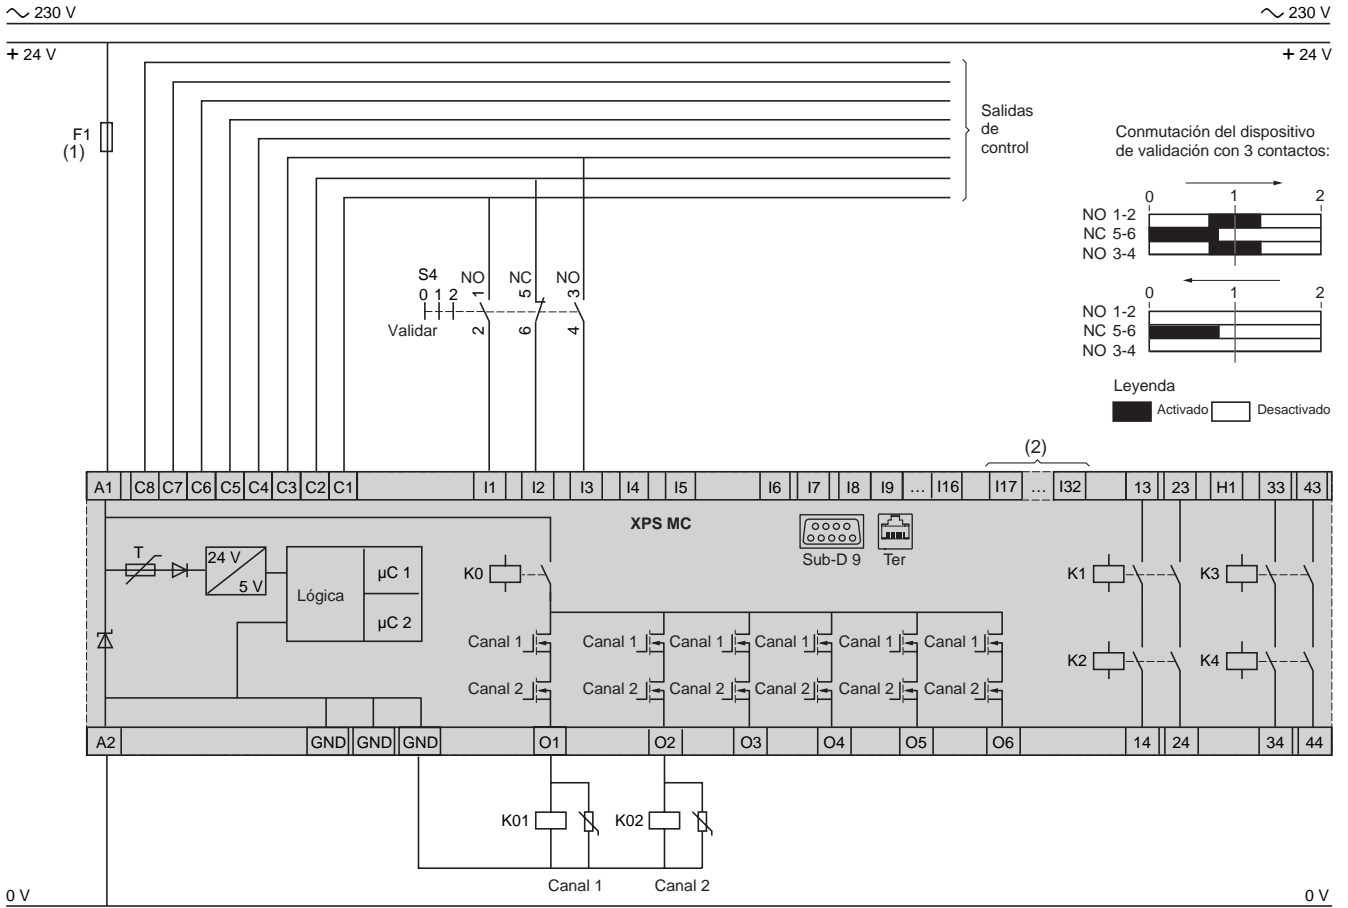 230 V 230 V
+ 24 V + 24 V
F1
(1)
Salidas
de
control
Conmutación del dispositivo
de validación con 3 contactos:
0 1 2
NO 1-2
NC 5-6
NO 3-4
0 1 2
NO 1-2
NC 5-6
NO 3-4
Leyenda
Activado Desactivado
S4 NO NC NO
0 1 2 1 5 3
Validar 2 6 4
(2)
A1 C8 C7 C6 C5 C4 C3 C2 C1 I1 I2 I3 I4 I5 I6 I7 I8 I9 ... I16 I17 ... I32 13 23 H1 33 43
XPS MC
Sub-D 9 Ter
T 24 V
5 V
Lógica
µC 1
µC 2
K0 K1 K3
Canal 1 Canal 1 Canal 1 Canal 1 Canal 1 Canal 1
K2 K4
Canal 2 Canal 2 Canal 2 Canal 2 Canal 2 Canal 2
A2 GND GND GND O1 O2 O3 O4 O5 O6 14 24 34 44
K01 K02
Canal 1 Canal 2
0 V 0 V